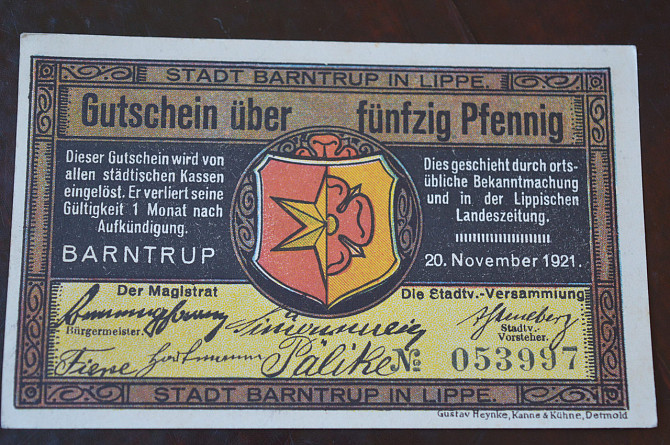 STADT BARNTRUP IN LIPPE.
Gutschein über fünfzig Pfennig
Dieser Gutschein wird von
allen städtischen Kassen
eingelöst. Er verliert seine
Gültigkeit 1 Monat nach
Aufkündigung.
BARNTRUP
Dies geschieht durch orts-
übliche Bekanntmachung
und in der Lippischen
Landeszeitung.
20. November 1921.
Der Magistrat
Die Stadtv.-Versammlung
Bürgermeister.
Stadtv.-
Vorsteher.
Fiene Hartmann Pälike
№ 053997
STADT BARNTRUP IN LIPPE.
Gustav Heynke, Kanne & Kühne, Detmold